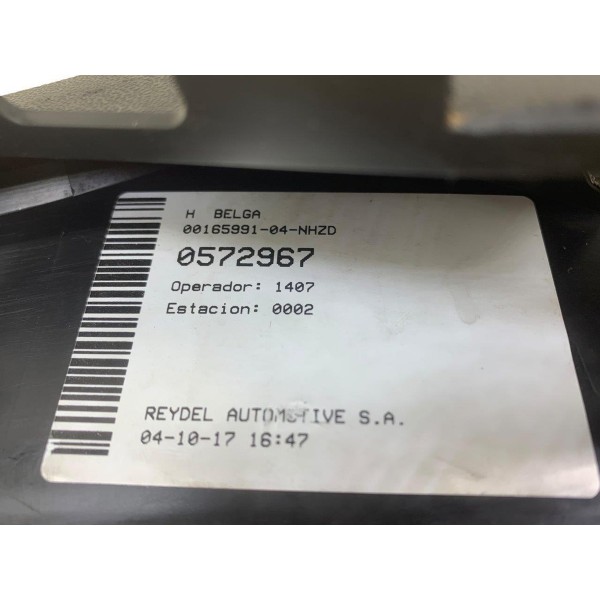 H BELGA
00165991-04-NHZD
0572967
Operador: 1407
Estacion: 0002
REYDEL AUTOMOTIVE S.A.
04-10-17 16:47